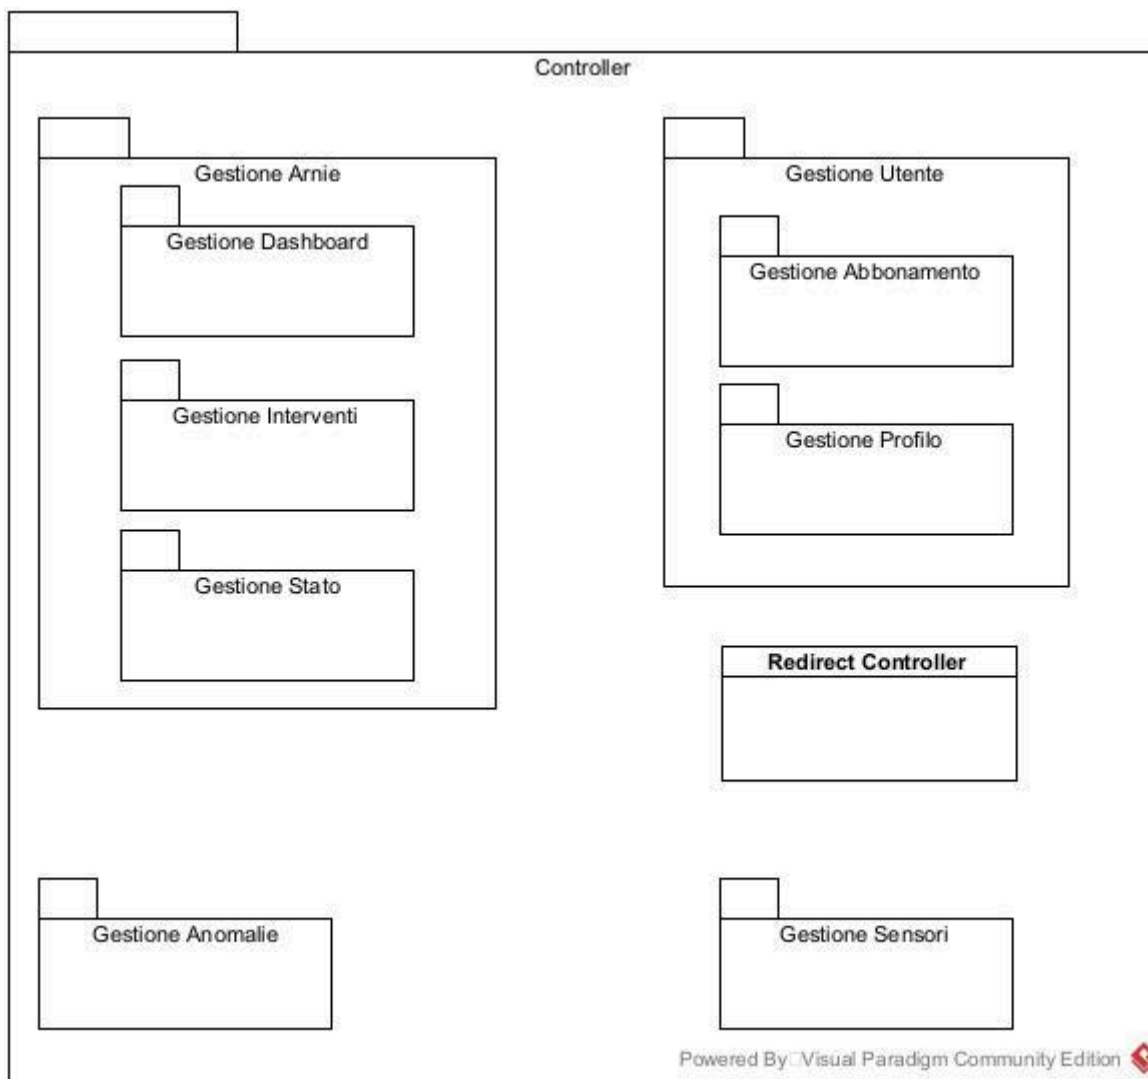 Controller
Gestione Arnie
Gestione Dashboard
Gestione Interventi
Gestione Stato
Gestione Utente
Gestione Abbonamento
Gestione Profilo
Redirect Controller
Gestione Anomalie
Gestione Sensori
Powered By Visual Paradigm Community Edition